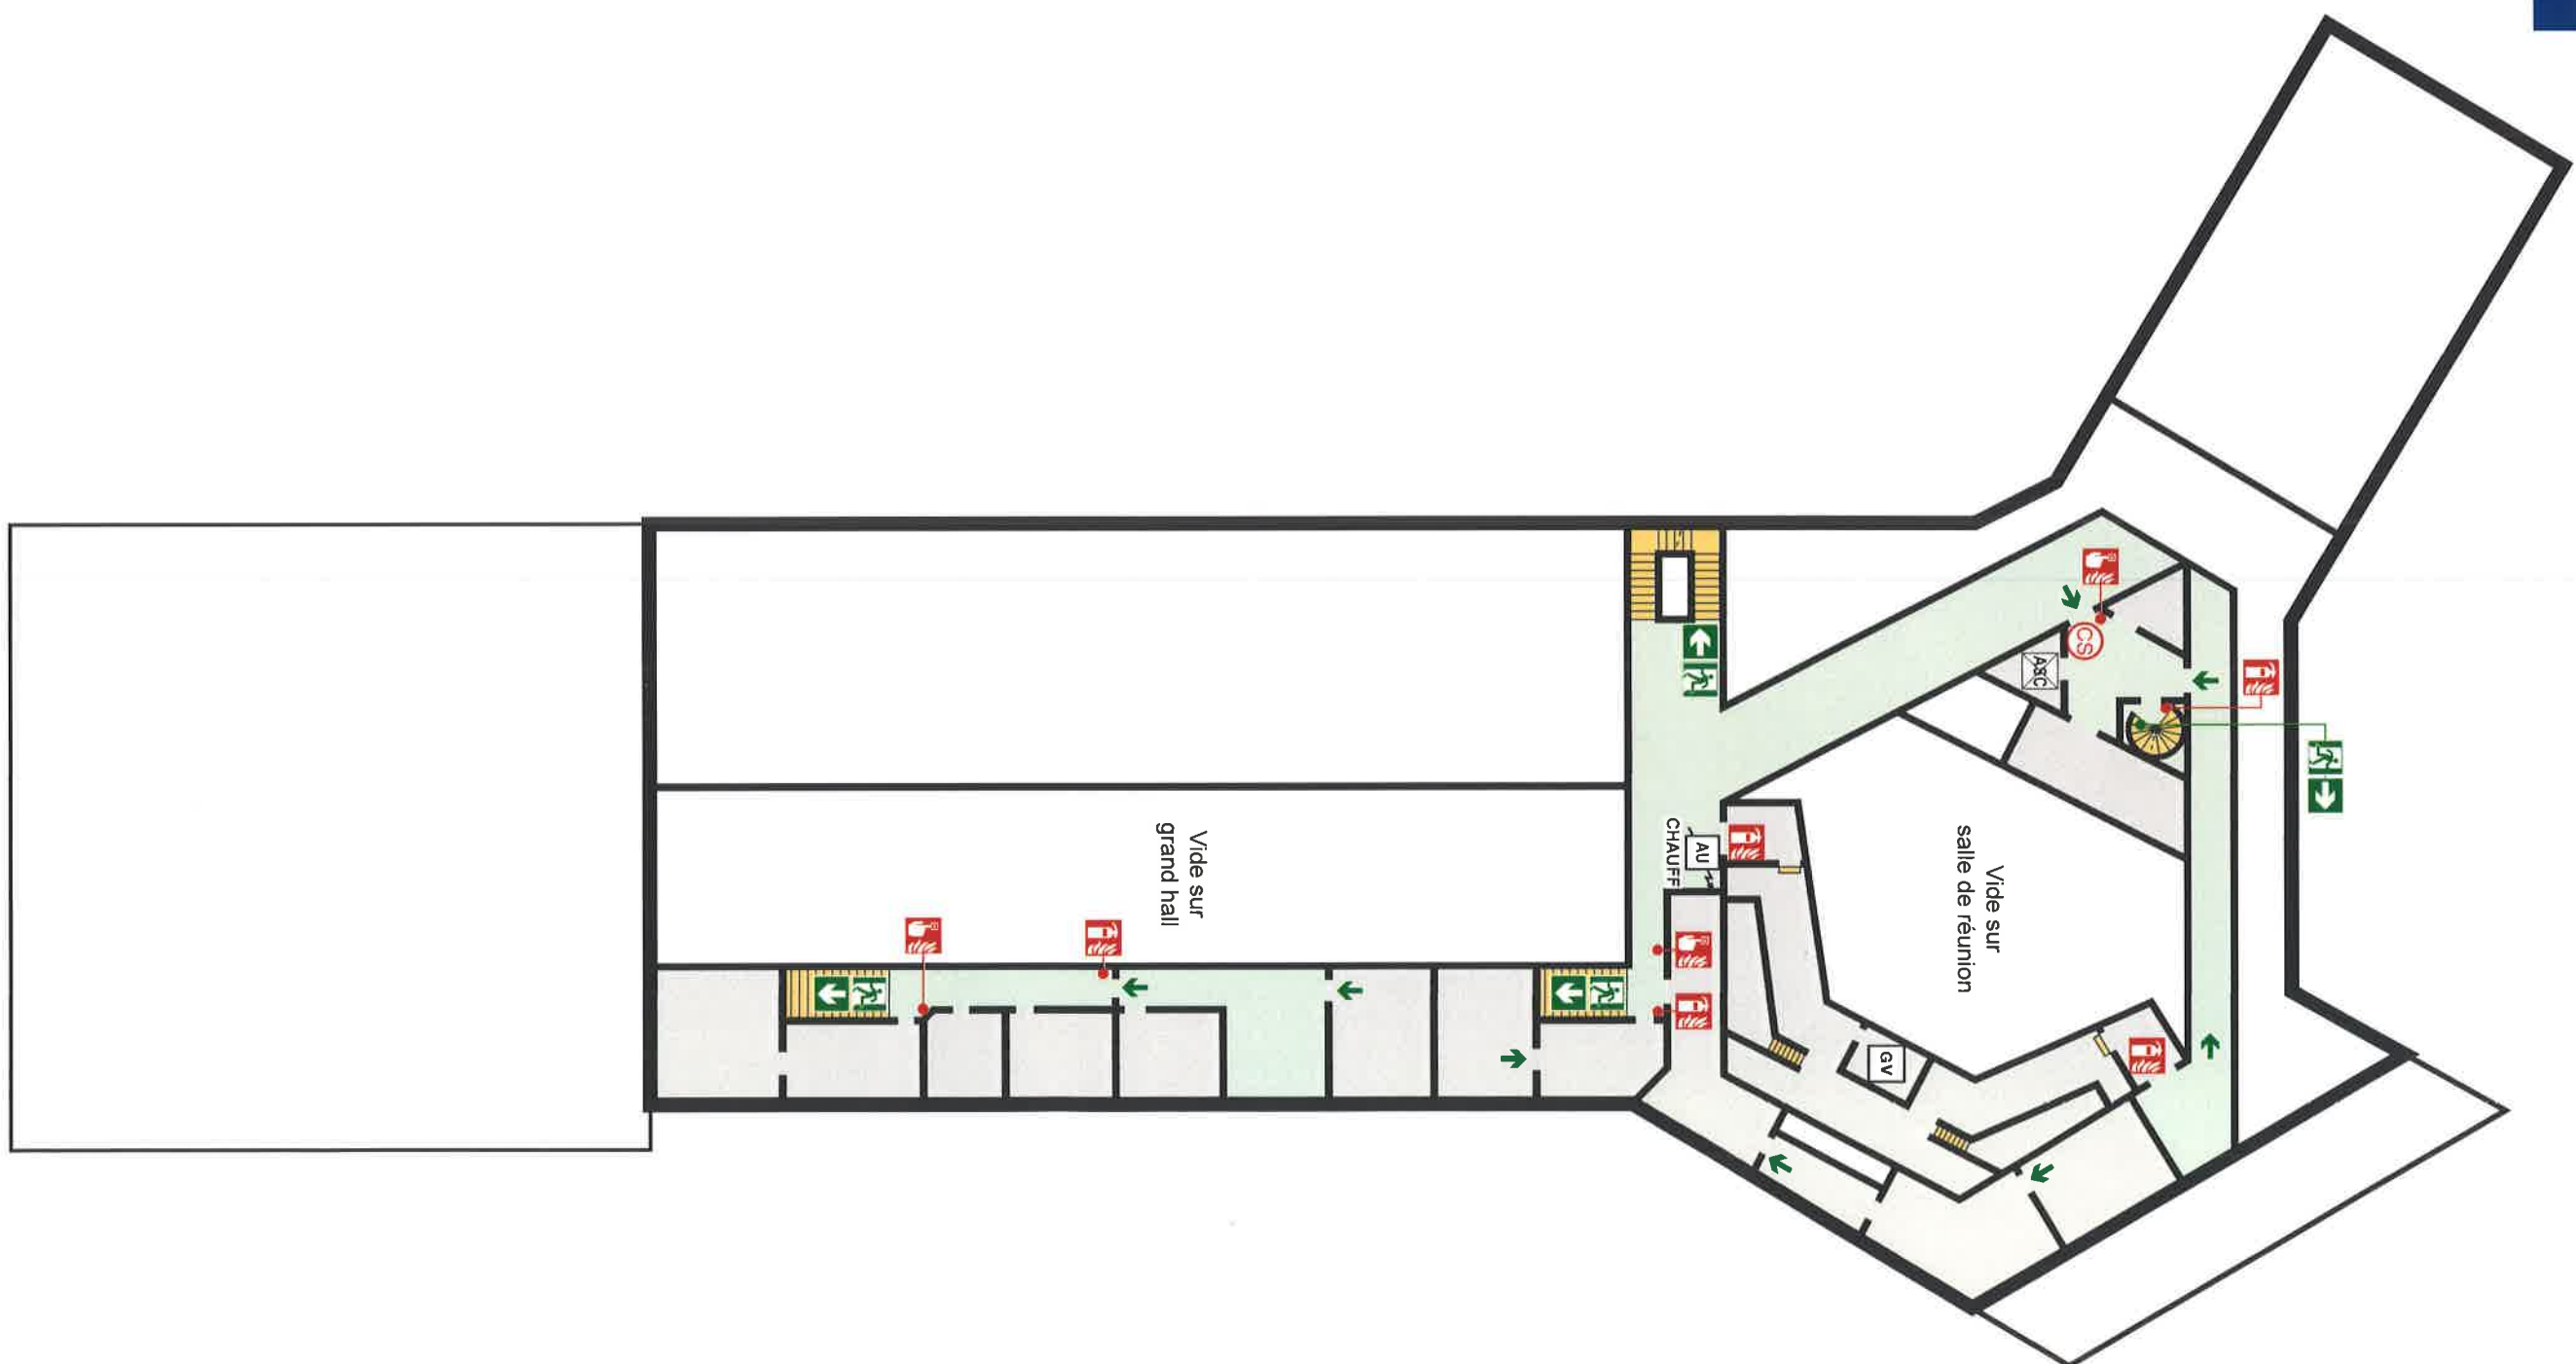 CS
ASC
Vide sur
salle de réunion
AU
CHAUFF
GV
Vide sur
grand hall